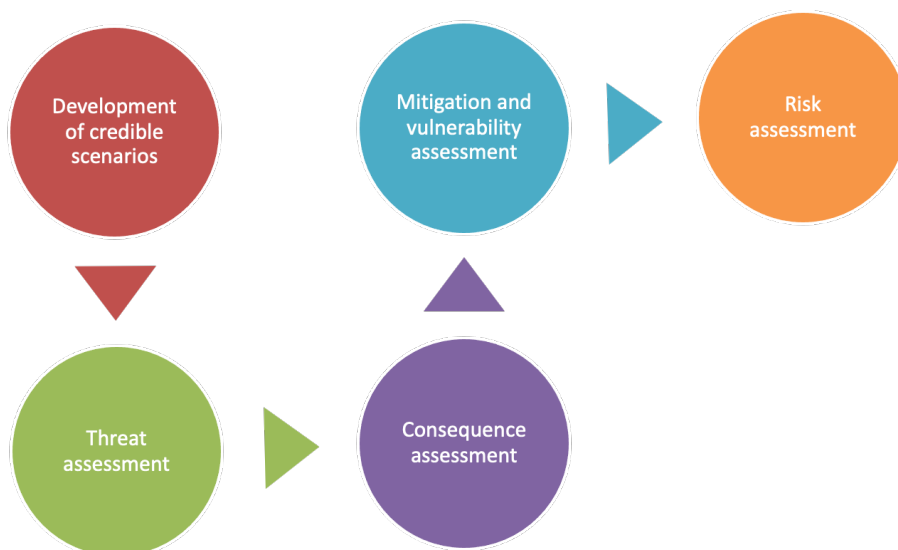 Development
of credible
scenarios
Threat
assessment
Consequence
assessment
Mitigation and
vulnerability
assessment
Risk
assessment